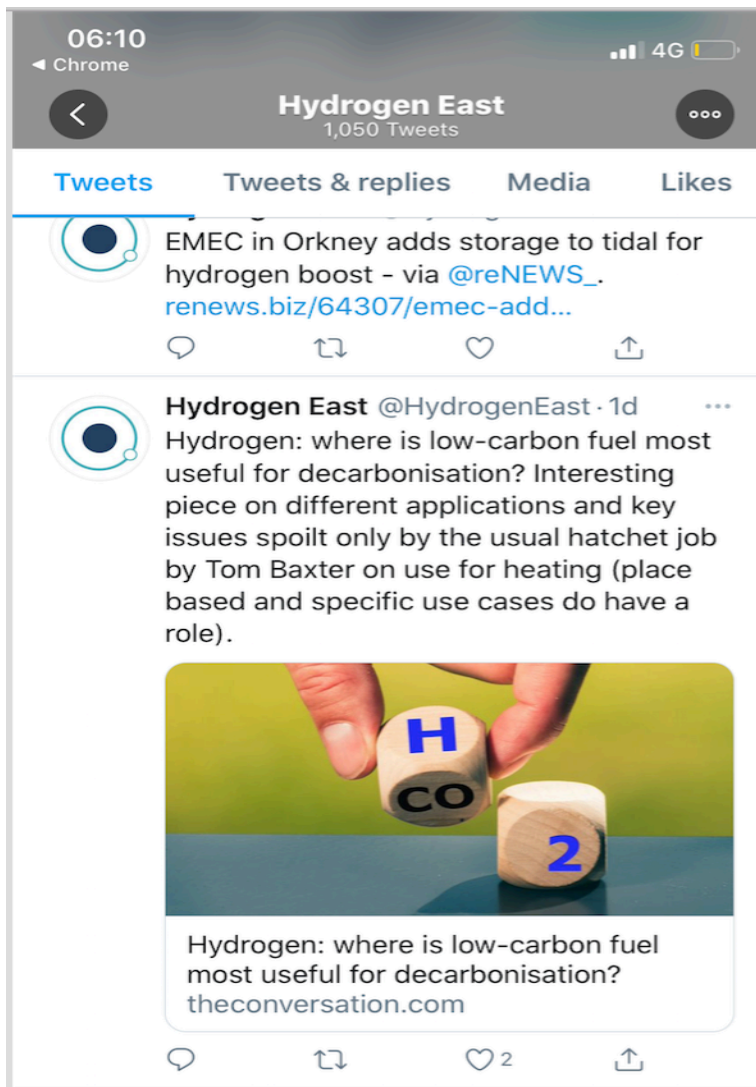 06:10
4G
◄ Chrome
Hydrogen East
1,050 Tweets
Tweets Tweets & replies Media Likes
EMEC in Orkney adds storage to tidal for
hydrogen boost - via @reNEWS_.
renews.biz/64307/emec-add...
Hydrogen East @HydrogenEast · 1d
Hydrogen: where is low-carbon fuel most
useful for decarbonisation? Interesting
piece on different applications and key
issues spoilt only by the usual hatchet job
by Tom Baxter on use for heating (place
based and specific use cases do have a
role).
H
CO
2
Hydrogen: where is low-carbon fuel
most useful for decarbonisation?
theconversation.com
2